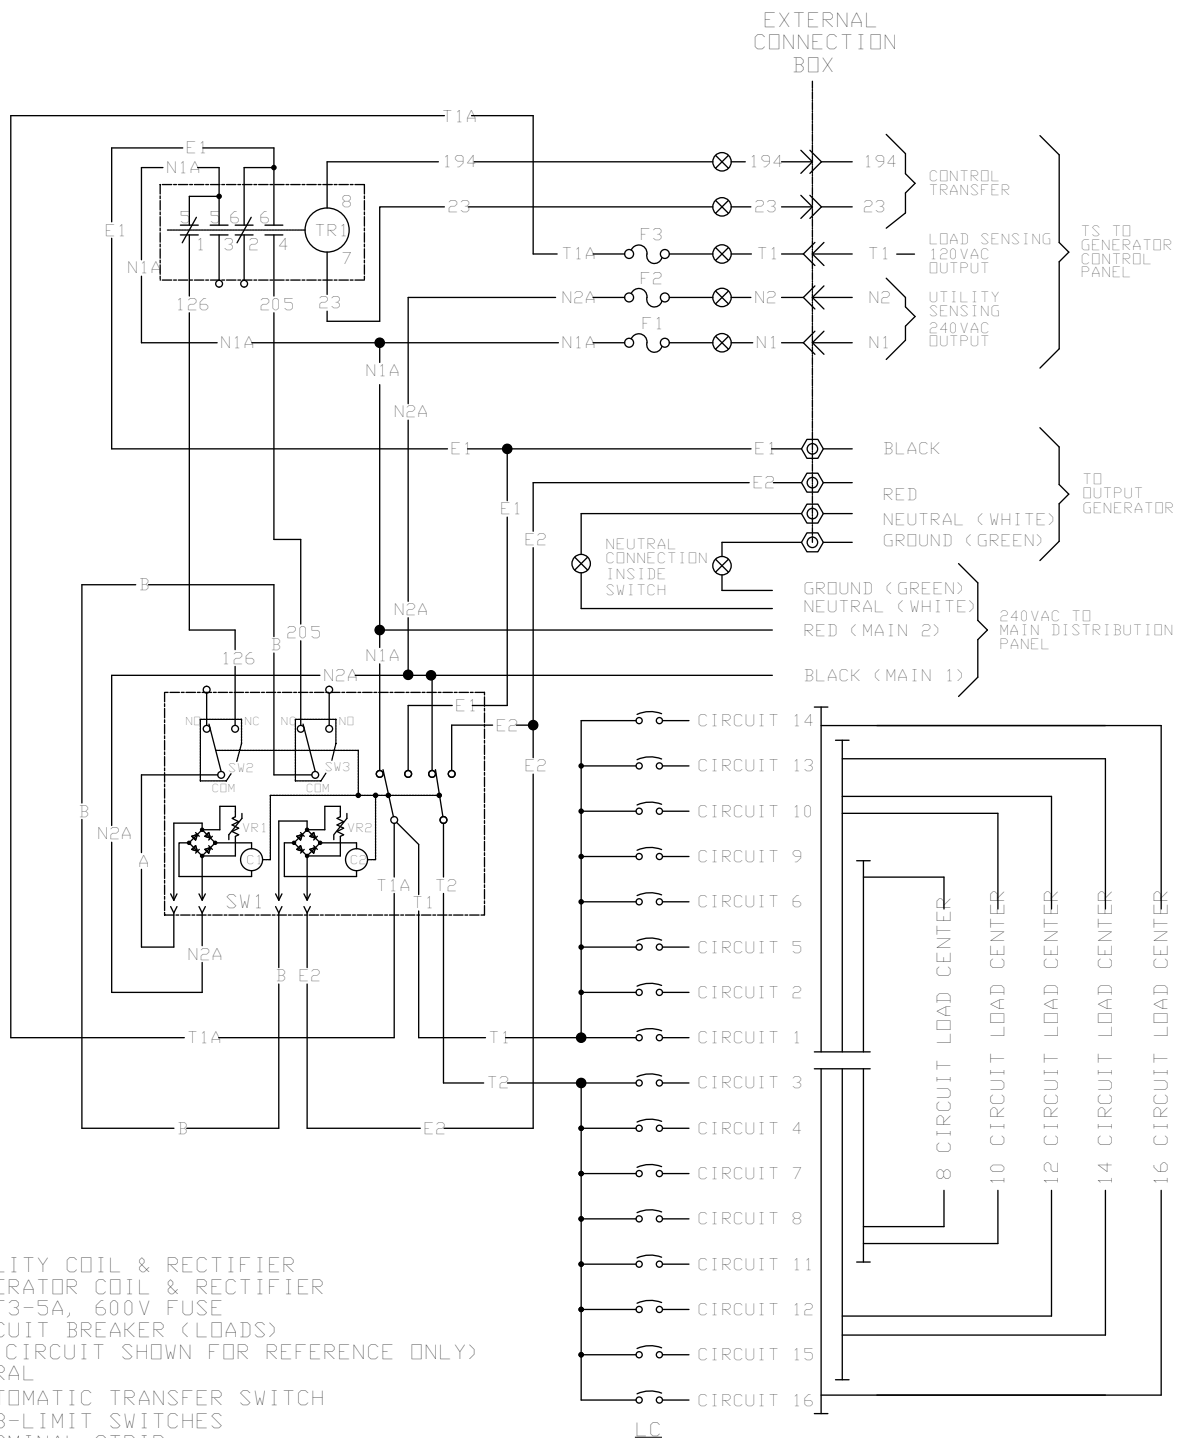 EXTERNAL
CONNECTION
BOX
T1A
E1
N1A
194
194
194
CONTROL
TRANSFER
8
5
5
6
6
TR1
23
23
23
E1
1
3
2
4
7
F3
T1A
T1
T1
LOAD SENSING
120VAC
OUTPUT
TS TO
GENERATOR
CONTROL
PANEL
N1A
F2
126
205
23
N2A
N2
N2
UTILITY
SENSING
240VAC
OUTPUT
F1
N1A
N1A
N1
N1
N1A
N2A
E1
E1
BLACK
E2
RED
TO
OUTPUT
GENERATOR
E1
NEUTRAL (WHITE)
E2
GROUND (GREEN)
NEUTRAL
CONNECTION
INSIDE
SWITCH
B
GROUND (GREEN)
N2A
NEUTRAL (WHITE)
B
205
RED (MAIN 2)
240VAC TO
MAIN DISTRIBUTION
PANEL
126
N1A
N2A
BLACK (MAIN 1)
E1
NO
NC
NC
NO
E2
CIRCUIT 14
SW2
SW3
E2
CIRCUIT 13
COM
COM
B
CIRCUIT 10
N2A
VR1
VR2
A
C1
C2
CIRCUIT 9
T1A
T2
SW1
T1
CIRCUIT 6
N2A
CIRCUIT 5
B
E2
CIRCUIT 2
T1A
T1
CIRCUIT 1
T2
CIRCUIT 3
B
E2
CIRCUIT 4
CIRCUIT 7
CIRCUIT 8
CIRCUIT 11
CIRCUIT 12
CIRCUIT 15
CIRCUIT 16
LC
8 CIRCUIT LOAD CENTER
10 CIRCUIT LOAD CENTER
12 CIRCUIT LOAD CENTER
14 CIRCUIT LOAD CENTER
16 CIRCUIT LOAD CENTER
LITY COIL & RECTIFIER
ERATOR COIL & RECTIFIER
F3-5A, 600V FUSE
CUIT BREAKER (LOADS)
CIRCUIT SHOWN FOR REFERENCE ONLY)
RAL
TOMATIC TRANSFER SWITCH
3-LIMIT SWITCHES